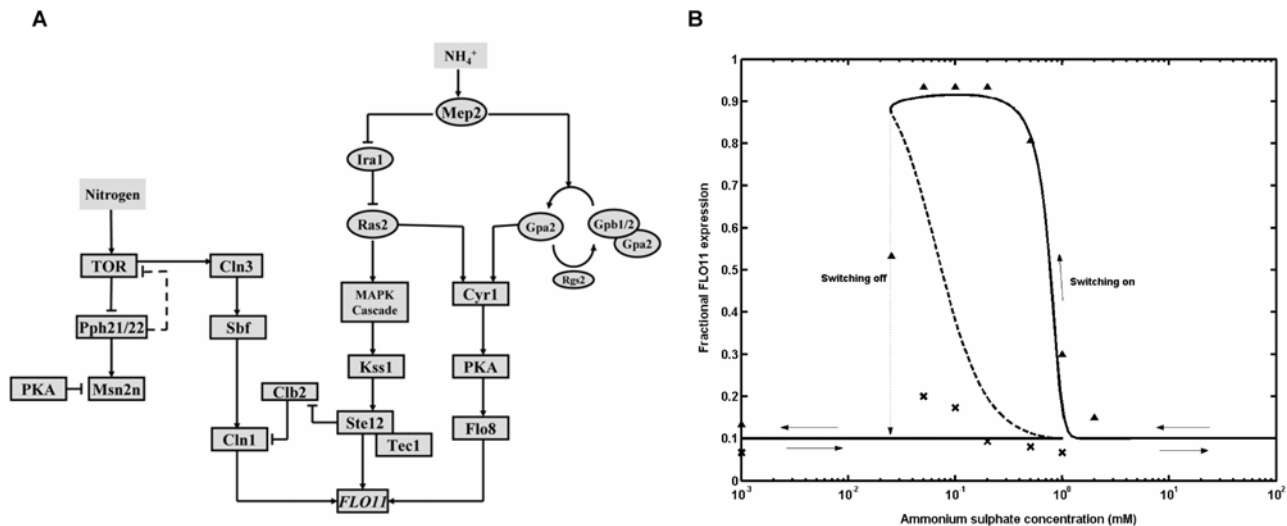 A
NH₄⁺
Mep2
Ira1
Nitrogen
Ras2
Gpa2
Gpb1/2
Gpa2
Rgs2
TOR
Cln3
MAPK
Cascade
Cyr1
Pph21/22
Sbf
Kss1
PKA
PKA
Msn2n
Clb2
Ste12
Tec1
Flo8
Cln1
FLO11
B
Fractional FLO11 expression
1
0.9
0.8
0.7
0.6
0.5
0.4
0.3
0.2
0.1
0
Switching off
Switching on
10⁻³
10⁻²
10⁻¹
10⁰
10¹
10²
Ammonium sulphate concentration (mM)